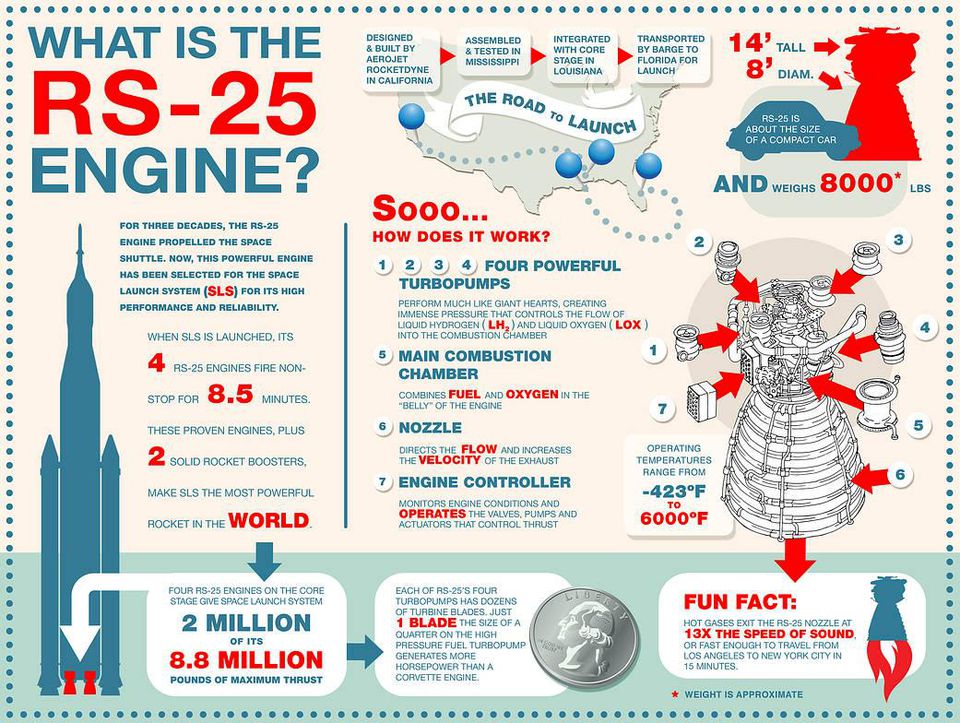 WHAT IS THE
RS-25
ENGINE?
DESIGNED
& BUILT BY
AEROJET
ROCKETDYNE
IN CALIFORNIA
ASSEMBLED
& TESTED IN
MISSISSIPPI
INTEGRATED
WITH CORE
STAGE IN
LOUISIANA
TRANSPORTED
BY BARGE TO
FLORIDA FOR
LAUNCH
THE ROAD TO LAUNCH
14' TALL
8' DIAM.
RS-25 IS
ABOUT THE SIZE
OF A COMPACT CAR
AND WEIGHS 8000* LBS
FOR THREE DECADES, THE RS-25
ENGINE PROPELLED THE SPACE
SHUTTLE. NOW, THIS POWERFUL ENGINE
HAS BEEN SELECTED FOR THE SPACE
LAUNCH SYSTEM (SLS) FOR ITS HIGH
PERFORMANCE AND RELIABILITY.
WHEN SLS IS LAUNCHED, ITS
4 RS-25 ENGINES FIRE NON-
STOP FOR 8.5 MINUTES.
THESE PROVEN ENGINES, PLUS
2 SOLID ROCKET BOOSTERS,
MAKE SLS THE MOST POWERFUL
ROCKET IN THE WORLD.
Sooo...
HOW DOES IT WORK?
1 2 3 4 FOUR POWERFUL
TURBOPUMPS
PERFORM MUCH LIKE GIANT HEARTS, CREATING
IMMENSE PRESSURE THAT CONTROLS THE FLOW OF
LIQUID HYDROGEN ( LH₂ ) AND LIQUID OXYGEN ( LOX )
INTO THE COMBUSTION CHAMBER
5 MAIN COMBUSTION
CHAMBER
COMBINES FUEL AND OXYGEN IN THE
"BELLY" OF THE ENGINE
6 NOZZLE
DIRECTS THE FLOW AND INCREASES
THE VELOCITY OF THE EXHAUST
7 ENGINE CONTROLLER
MONITORS ENGINE CONDITIONS AND
OPERATES THE VALVES, PUMPS AND
ACTUATORS THAT CONTROL THRUST
2
3
1
4
7
5
6
OPERATING
TEMPERATURES
RANGE FROM
-423ºF
TO
6000ºF
FOUR RS-25 ENGINES ON THE CORE
STAGE GIVE SPACE LAUNCH SYSTEM
2 MILLION
OF ITS
8.8 MILLION
POUNDS OF MAXIMUM THRUST
EACH OF RS-25'S FOUR
TURBOPUMPS HAS DOZENS
OF TURBINE BLADES. JUST
1 BLADE THE SIZE OF A
QUARTER ON THE HIGH
PRESSURE FUEL TURBOPUMP
GENERATES MORE
HORSEPOWER THAN A
CORVETTE ENGINE.
LIBERTY
FUN FACT:
HOT GASES EXIT THE RS-25 NOZZLE AT
13X THE SPEED OF SOUND,
OR FAST ENOUGH TO TRAVEL FROM
LOS ANGELES TO NEW YORK CITY IN
15 MINUTES.
* WEIGHT IS APPROXIMATE